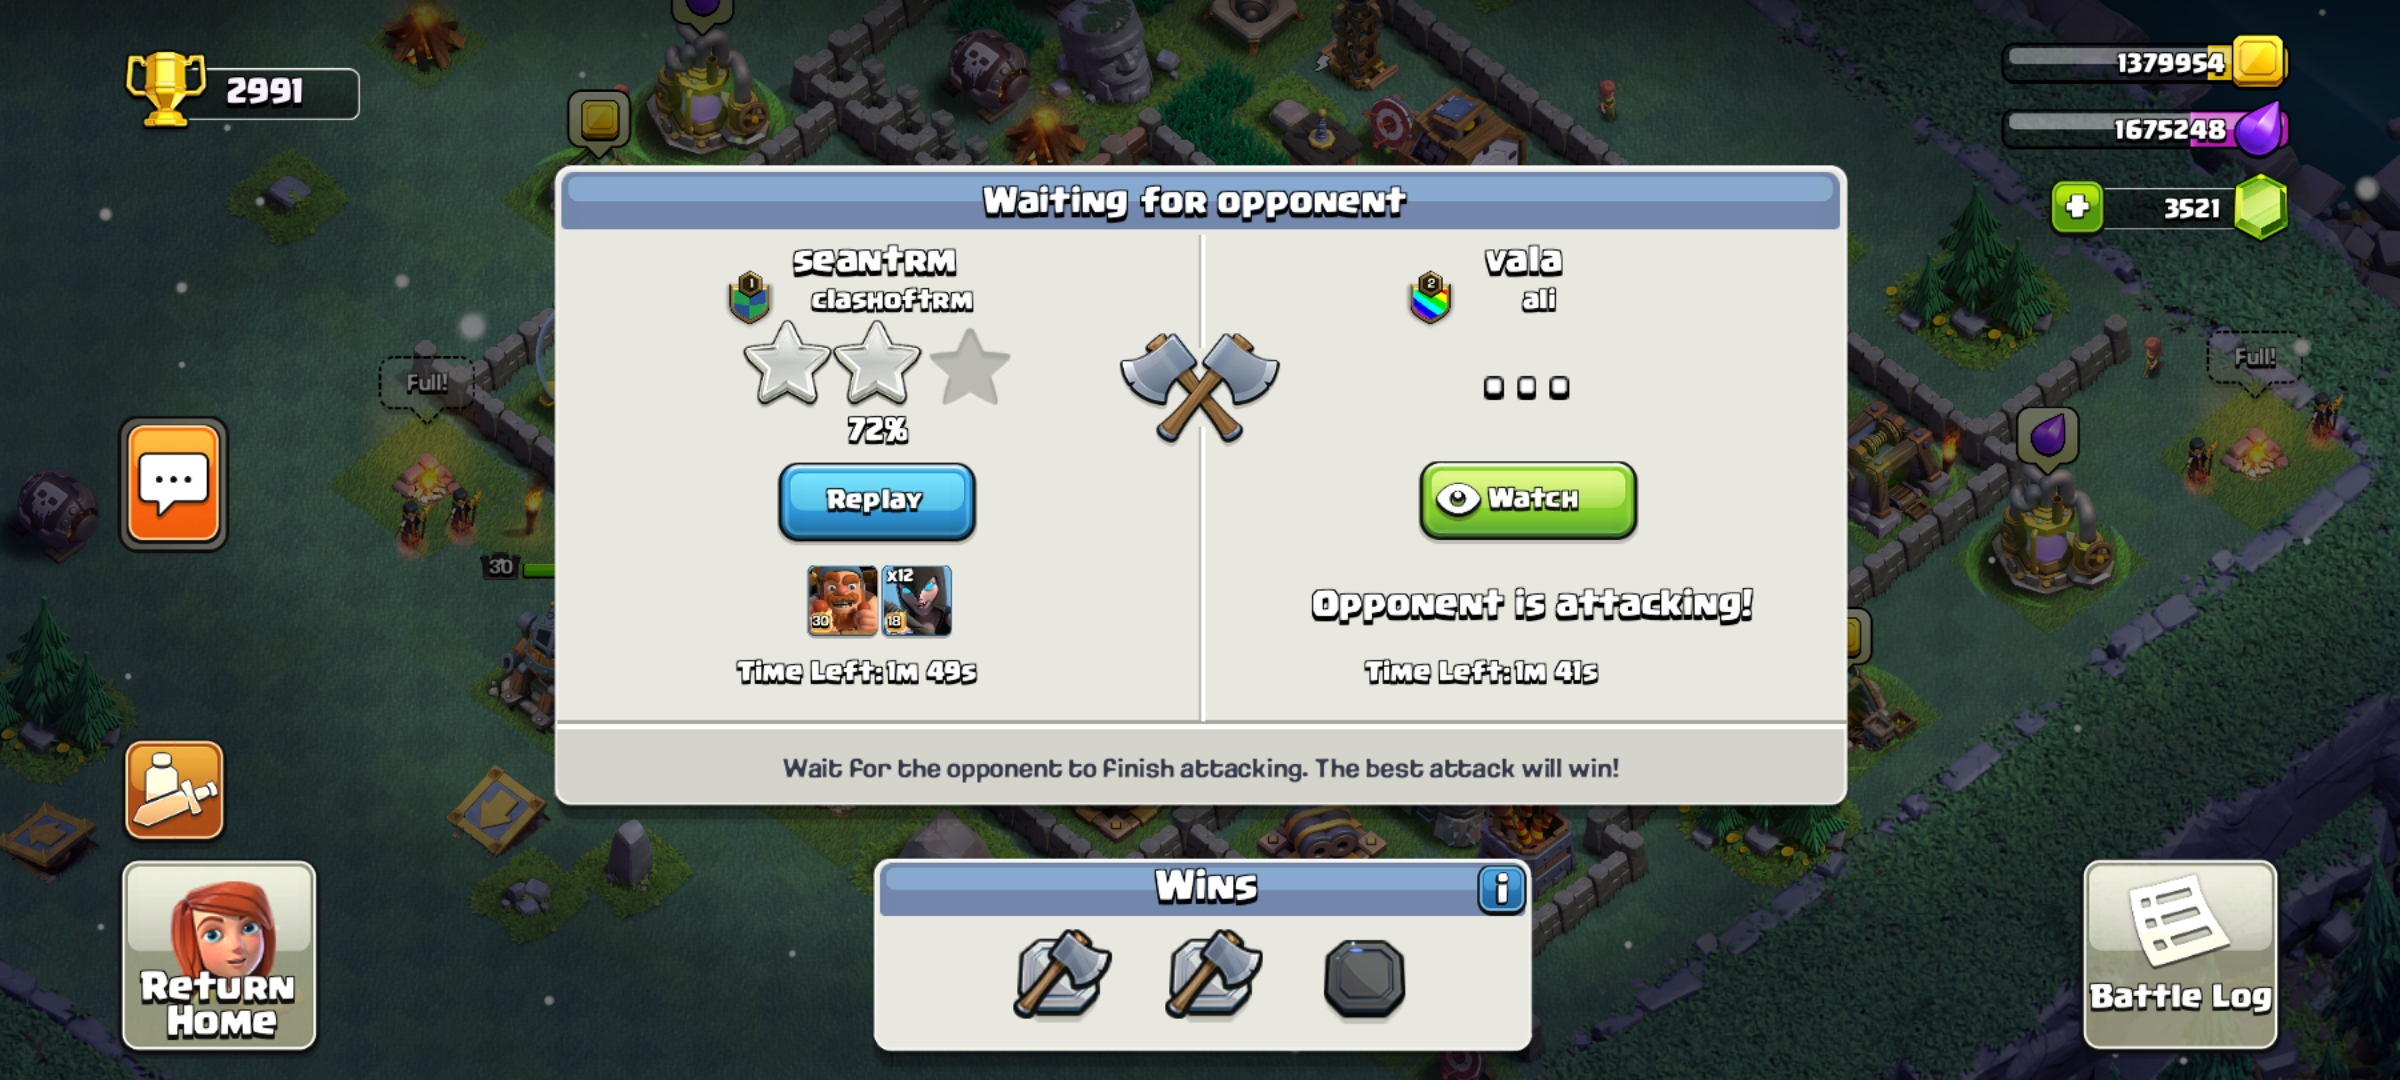 2991
1379954
1675248
3521
Waiting for opponent
seantrm
1
clashoftrm
72%
Replay
x12
30
18
Time Left: 1m 49s
vala
2
ali
Watch
Opponent is attacking!
Time Left: 1m 41s
Wait for the opponent to finish attacking. The best attack will win!
Full!
Full!
30
Wins
i
Return
Home
Battle Log